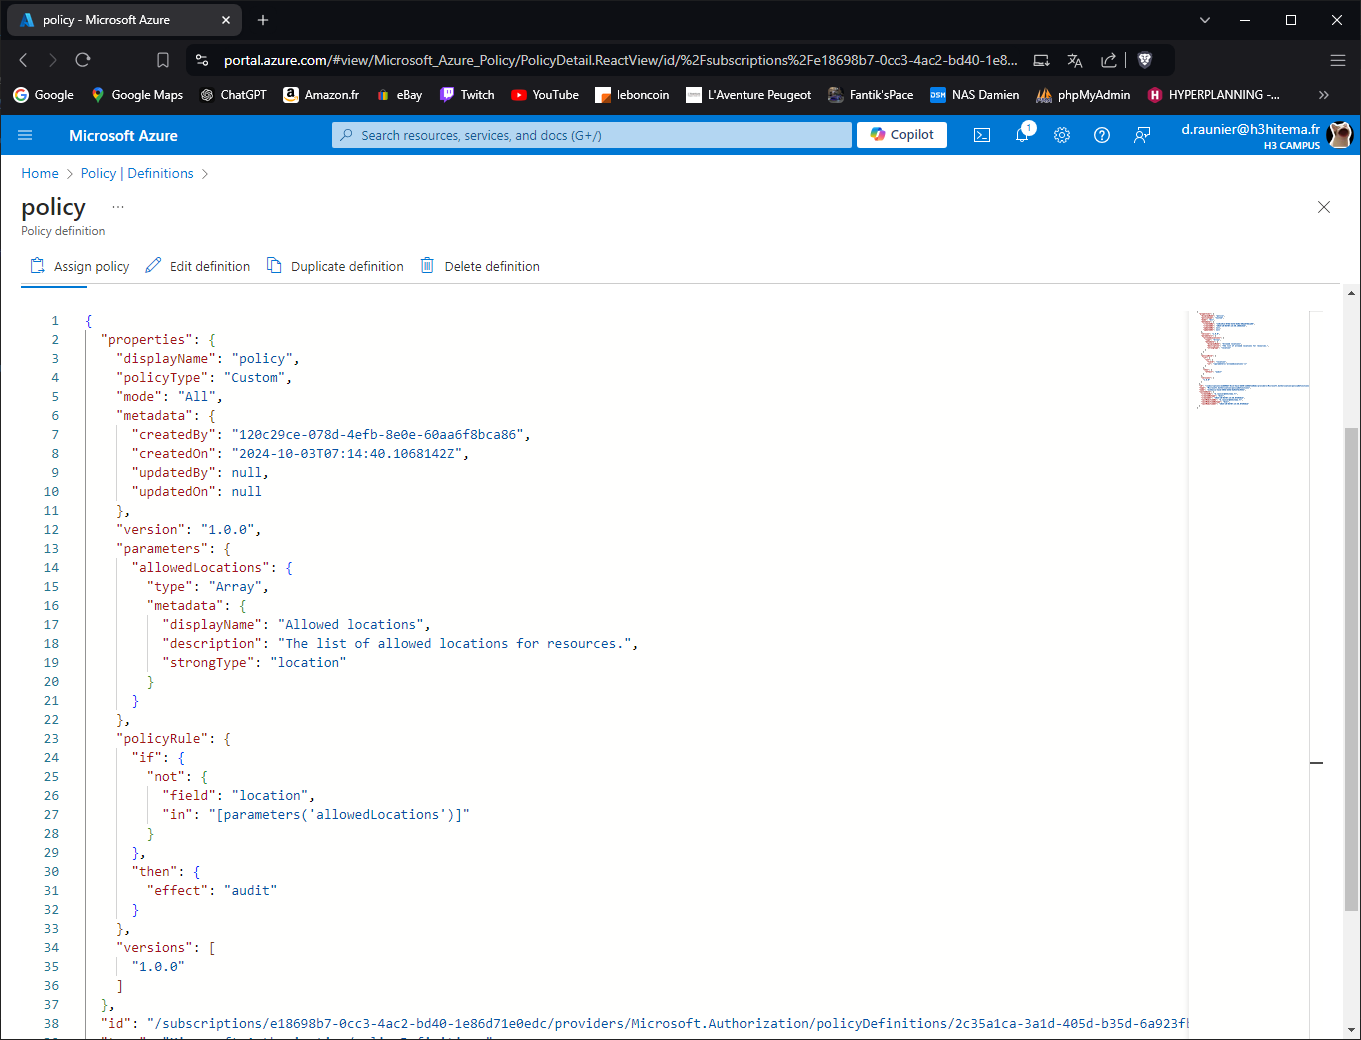 policy - Microsoft Azure
portal.azure.com/#view/Microsoft_Azure_Policy/PolicyDetail.ReactView/id/%2Fsubscriptions%2Fe18698b7-0cc3-4ac2-bd40-1e8...
Google Google Maps ChatGPT Amazon.fr eBay Twitch YouTube leboncoin L'Aventure Peugeot Fantik'sPace DSM NAS Damien phpMyAdmin H HYPERPLANNING -...
Microsoft Azure Search resources, services, and docs (G+/) Copilot 1 d.raunier@h3hitema.fr
H3 CAMPUS
Home > Policy | Definitions >
policy ...
Policy definition
Assign policy Edit definition Duplicate definition Delete definition
1 {
2 "properties": {
3 "displayName": "policy",
4 "policyType": "Custom",
5 "mode": "All",
6 "metadata": {
7 "createdBy": "120c29ce-078d-4efb-8e0e-60aa6f8bca86",
8 "createdOn": "2024-10-03T07:14:40.1068142Z",
9 "updatedBy": null,
10 "updatedOn": null
11 },
12 "version": "1.0.0",
13 "parameters": {
14 "allowedLocations": {
15 "type": "Array",
16 "metadata": {
17 "displayName": "Allowed locations",
18 "description": "The list of allowed locations for resources.",
19 "strongType": "location"
20 }
21 }
22 },
23 "policyRule": {
24 "if": {
25 "not": {
26 "field": "location",
27 "in": "[parameters('allowedLocations')]"
28 }
29 },
30 "then": {
31 "effect": "audit"
32 }
33 },
34 "versions": [
35 "1.0.0"
36 ]
37 },
38 "id": "/subscriptions/e18698b7-0cc3-4ac2-bd40-1e86d71e0edc/providers/Microsoft.Authorization/policyDefinitions/2c35a1ca-3a1d-405d-b35d-6a923f